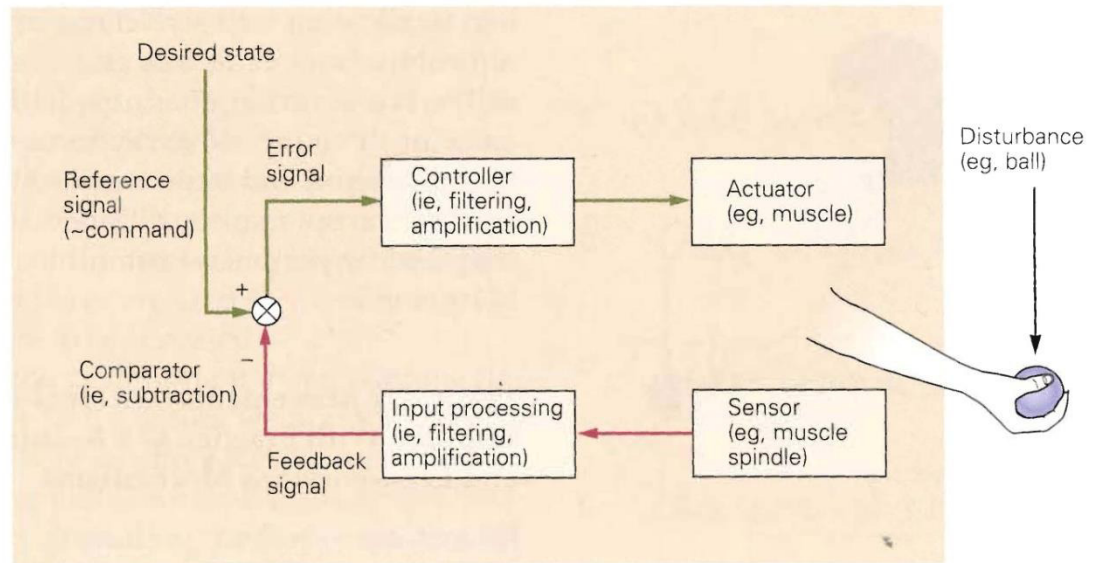 Desired state
Error
signal
Reference
signal
(~command)
Controller
(ie, filtering,
amplification)
Actuator
(eg, muscle)
Disturbance
(eg, ball)
+
−
Comparator
(ie, subtraction)
Feedback
signal
Input processing
(ie, filtering,
amplification)
Sensor
(eg, muscle
spindle)